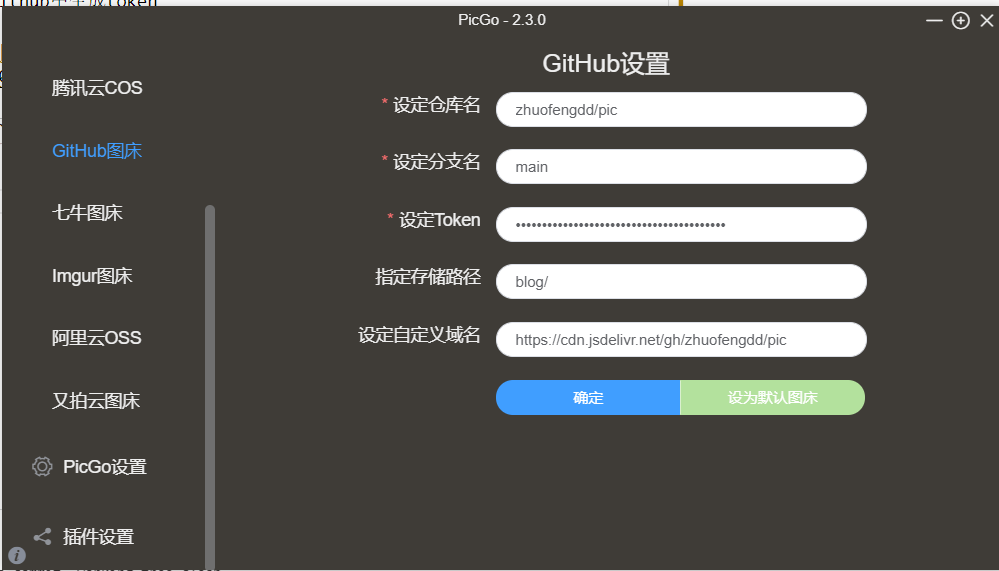 PicGo - 2.3.0
腾讯云COS
GitHub图床
七牛图床
Imgur图床
阿里云OSS
又拍云图床
PicGo设置
插件设置
GitHub设置
* 设定仓库名
zhuofengdd/pic
* 设定分支名
main
* 设定Token
••••••••••••••••••••••••••••••••••••••••
指定存储路径
blog/
设定自定义域名
https://cdn.jsdelivr.net/gh/zhuofengdd/pic
确定
设为默认图床